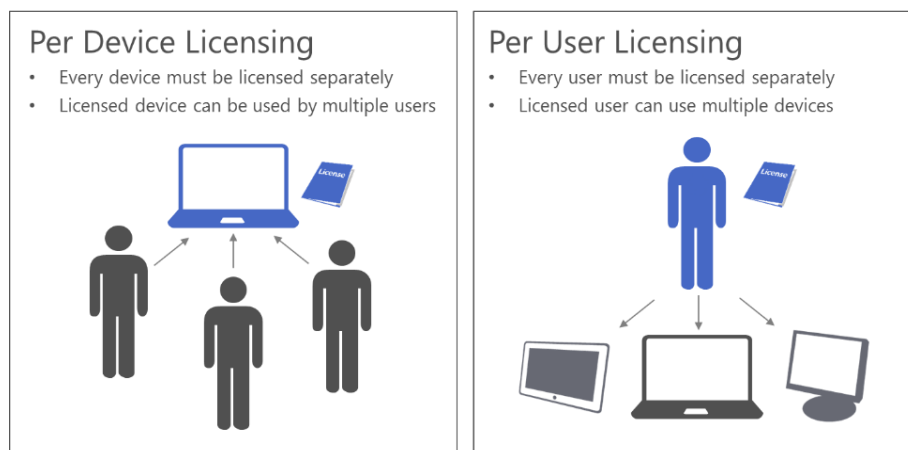 Per Device Licensing
• Every device must be licensed separately
• Licensed device can be used by multiple users
License
Per User Licensing
• Every user must be licensed separately
• Licensed user can use multiple devices
License